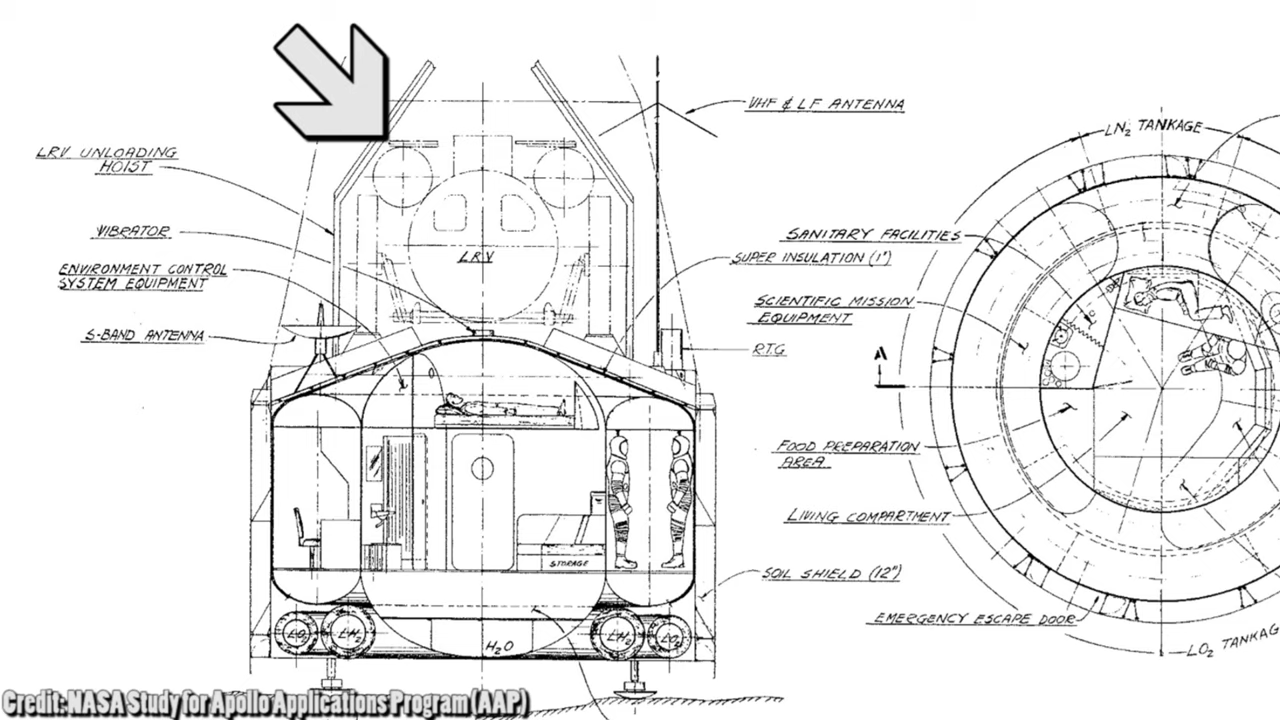 VHF & LF ANTENNA
LRV UNLOADING
HOIST
VIBRATOR
ENVIRONMENT CONTROL
SYSTEM EQUIPMENT
S-BAND ANTENNA
LRV
SUPER INSULATION (1")
RTG
STORAGE
SOIL SHIELD (12")
LO2
LH2
H2O
LH2
LO2
LN2 TANKAGE
SANITARY FACILITIES
SCIENTIFIC MISSION
EQUIPMENT
A
FOOD PREPARATION
AREA
LIVING COMPARTMENT
EMERGENCY ESCAPE DOOR
LO2 TANKAG
Credit: NASA Study for Apollo Applications Program (AAP)